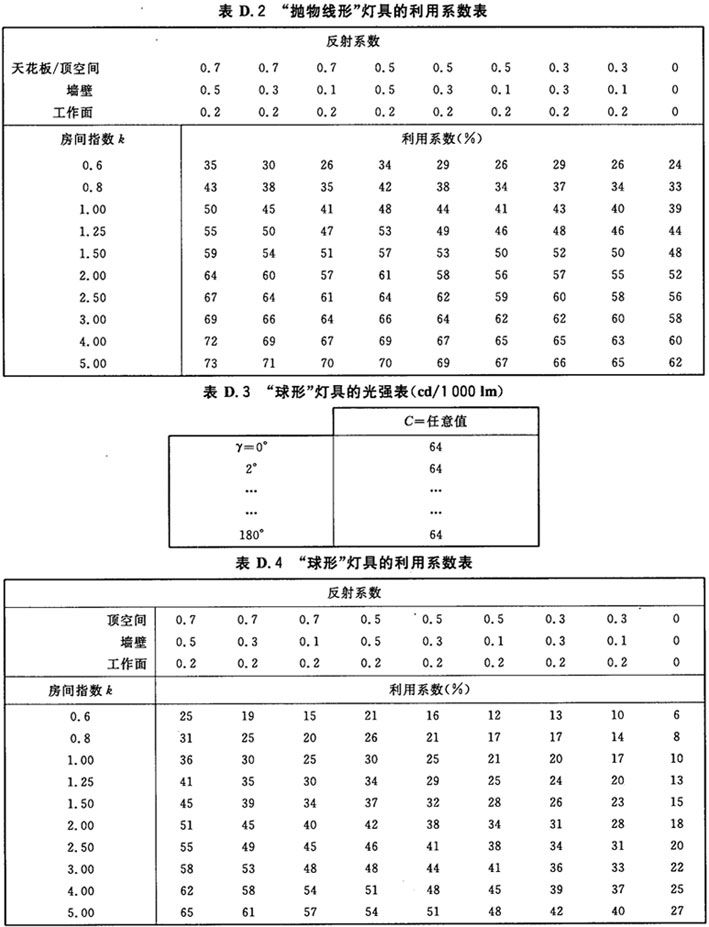 表 D.2 “抛物线形”灯具的利用系数表
反射系数
天花板/顶空间 0.7 0.7 0.7 0.5 0.5 0.5 0.3 0.3 0
墙壁 0.5 0.3 0.1 0.5 0.3 0.1 0.3 0.1 0
工作面 0.2 0.2 0.2 0.2 0.2 0.2 0.2 0.2 0
房间指数 k 利用系数(%)
0.6 35 30 26 34 29 26 29 26 24
0.8 43 38 35 42 38 34 37 34 33
1.00 50 45 41 48 44 41 43 40 39
1.25 55 50 47 53 49 46 48 46 44
1.50 59 54 51 57 53 50 52 50 48
2.00 64 60 57 61 58 56 57 55 52
2.50 67 64 61 64 62 59 60 58 56
3.00 69 66 64 66 64 62 62 60 58
4.00 72 69 67 69 67 65 65 63 60
5.00 73 71 70 70 69 67 66 65 62
表 D.3 “球形”灯具的光强表(cd/1 000 lm)
C=任意值
γ=0° 64
2° 64
… …
… …
180° 64
表 D.4 “球形”灯具的利用系数表
反射系数
顶空间 0.7 0.7 0.7 0.5 0.5 0.5 0.3 0.3 0
墙壁 0.5 0.3 0.1 0.5 0.3 0.1 0.3 0.1 0
工作面 0.2 0.2 0.2 0.2 0.2 0.2 0.2 0.2 0
房间指数 k 利用系数(%)
0.6 25 19 15 21 16 12 13 10 6
0.8 31 25 20 26 21 17 17 14 8
1.00 36 30 25 30 25 21 20 17 10
1.25 41 35 30 34 29 25 24 20 13
1.50 45 39 34 37 32 28 26 23 15
2.00 51 45 40 42 38 34 31 28 18
2.50 55 49 45 46 41 38 34 31 20
3.00 58 53 48 48 44 41 36 33 22
4.00 62 58 54 51 48 45 39 37 25
5.00 65 61 57 54 51 48 42 40 27